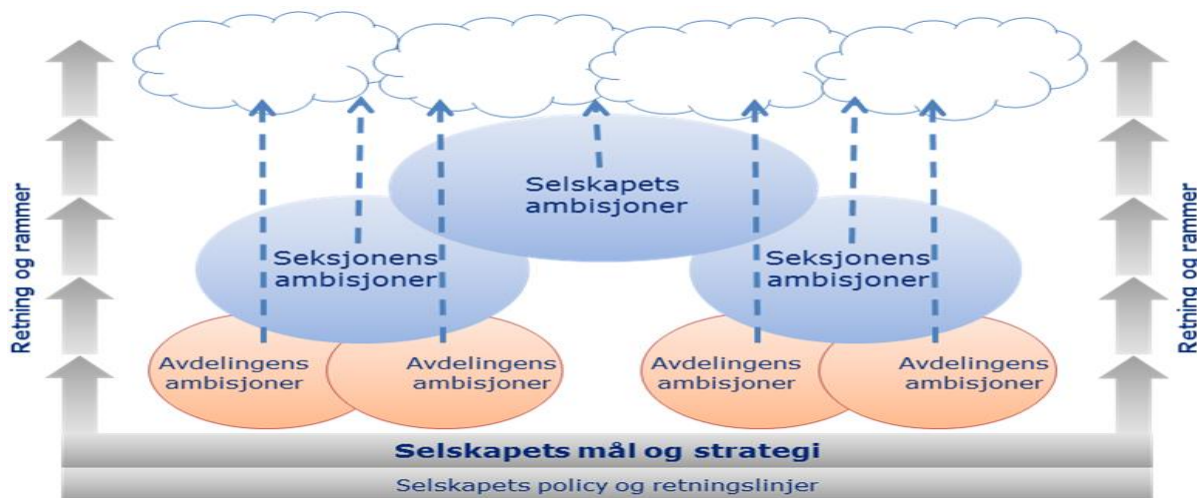 Selskapets
ambisjoner
Seksjonens
ambisjoner
Seksjonens
ambisjoner
Avdelingens
ambisjoner
Avdelingens
ambisjoner
Avdelingens
ambisjoner
Avdelingens
ambisjoner
Retning og rammer
Retning og rammer
Selskapets mål og strategi
Selskapets policy og retningslinjer